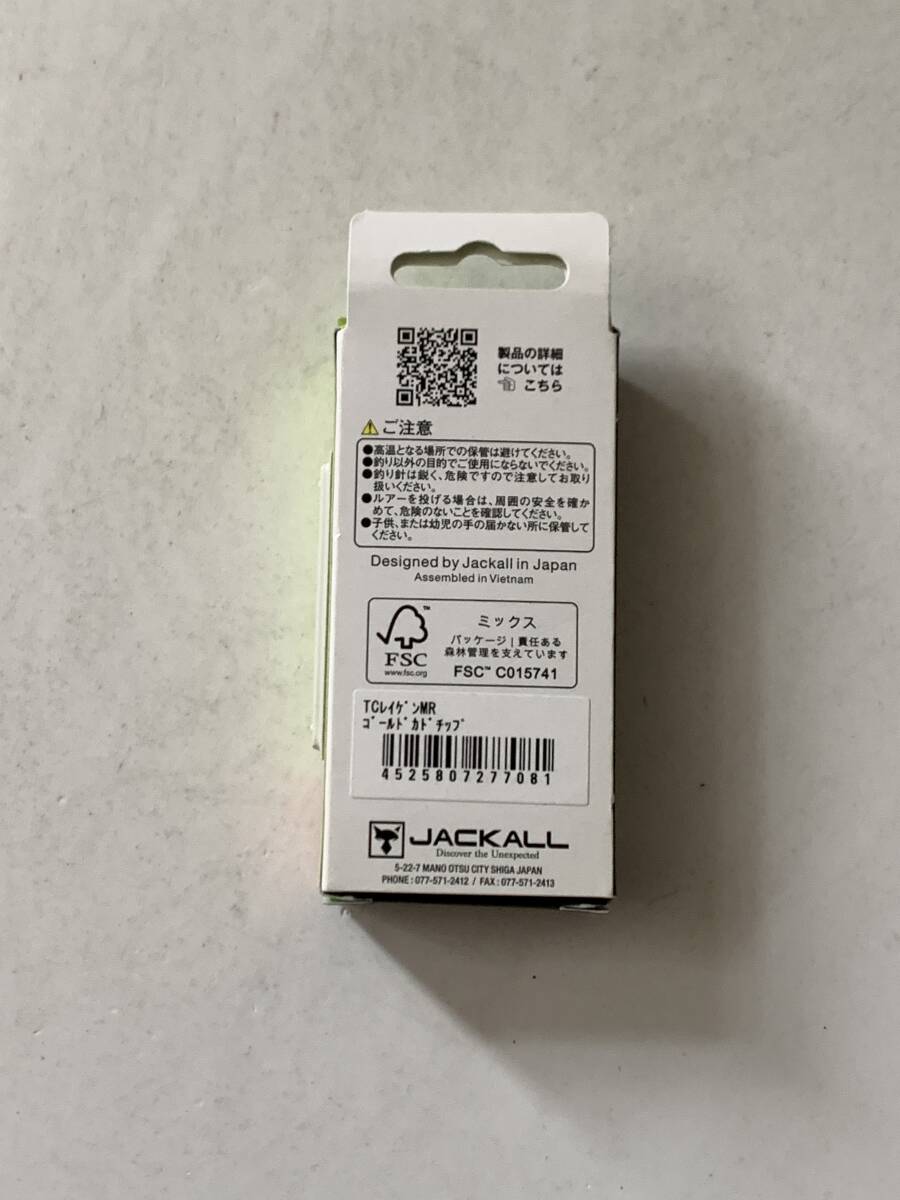 製品の詳細
については
こちら
ご注意
●高温となる場所での保管は避けてください。
●釣り以外の目的でご使用にならないでください。
●釣り針は鋭く、危険ですので注意してお取り
扱いください。
●ルアーを投げる場合は、周囲の安全を確か
めて、危険のないことを確認してください。
●子供、または幼児の手の届かない所に保管して
ください。
Designed by Jackall in Japan
Assembled in Vietnam
ミックス
パッケージ | 責任ある
森林管理を支えています
FSC™ C015741
™
FSC
www.fsc.org
TCﾚｲｹﾞﾝMR
ｺﾞｰﾙﾄﾞｶﾄﾞﾁｯﾌﾟ
4525807277081
JACKALL
Discover the Unexpected
5-22-7 MANO OTSU CITY SHIGA JAPAN
PHONE : 077-571-2412 / FAX : 077-571-2413